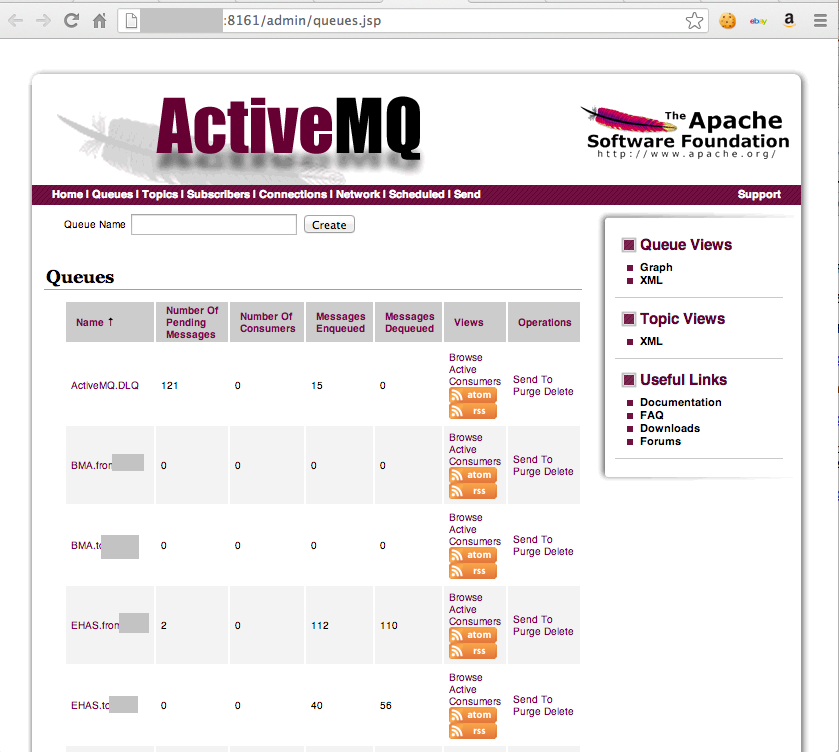 :8161/admin/queues.jsp
ebay
a
ActiveMQ
The Apache
Software Foundation
http://www.apache.org/
Home | Queues | Topics | Subscribers | Connections | Network | Scheduled | Send
Support
Queue Name
Create
Queues
Name ↑
Number Of
Pending
Messages
Number Of
Consumers
Messages
Enqueued
Messages
Dequeued
Views
Operations
ActiveMQ.DLQ
121
0
15
0
Browse
Active
Consumers
atom
rss
Send To
Purge Delete
BMA.from
0
0
0
0
Browse
Active
Consumers
atom
rss
Send To
Purge Delete
BMA.to
0
0
0
0
Browse
Active
Consumers
atom
rss
Send To
Purge Delete
EHAS.from
2
0
112
110
Browse
Active
Consumers
atom
rss
Send To
Purge Delete
EHAS.to
0
0
40
56
Browse
Active
Consumers
atom
rss
Send To
Purge Delete
Queue Views
Graph
XML
Topic Views
XML
Useful Links
Documentation
FAQ
Downloads
Forums